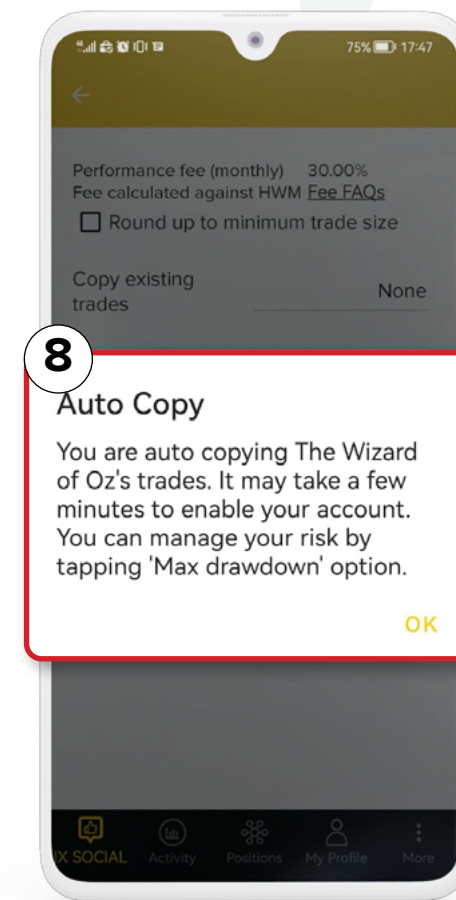 75% 17:47
Performance fee (monthly) 30.00%
Fee calculated against HWM Fee FAQs
Round up to minimum trade size
Copy existing
trades
None
8
Auto Copy
You are auto copying The Wizard
of Oz's trades. It may take a few
minutes to enable your account.
You can manage your risk by
tapping 'Max drawdown' option.
OK
IX SOCIAL Activity Positions My Profile More